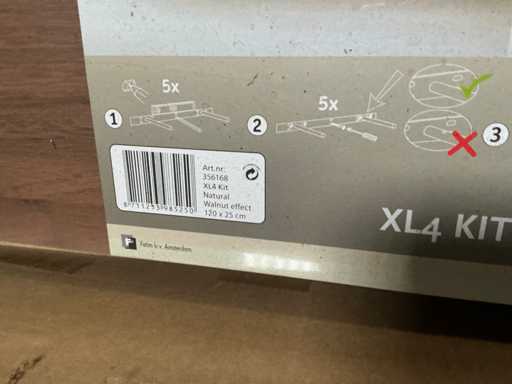 5x
5x
1
2
3
Art.nr.
356168
XL4 Kit
Natural
Walnut effect
120 x 25 cm
XL4 KIT
F